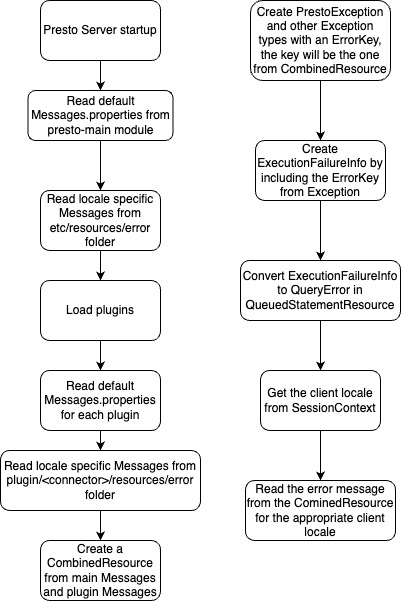 Presto Server startup
Read default
Messages.properties from
presto-main module
Read locale specific
Messages from
etc/resources/error
folder
Load plugins
Read default
Messages.properties
for each plugin
Read locale specific Messages from
plugin/<connector>/resources/error
folder
Create a
CombinedResource
from main Messages
and plugin Messages
Create PrestoException
and other Exception
types with an ErrorKey,
the key will be the one
from CombinedResource
Create
ExecutionFailureInfo by
including the ErrorKey
from Exception
Convert ExecutionFailureInfo
to QueryError in
QueuedStatementResource
Get the client locale
from SessionContext
Read the error message
from the CominedResource
for the appropriate client
locale